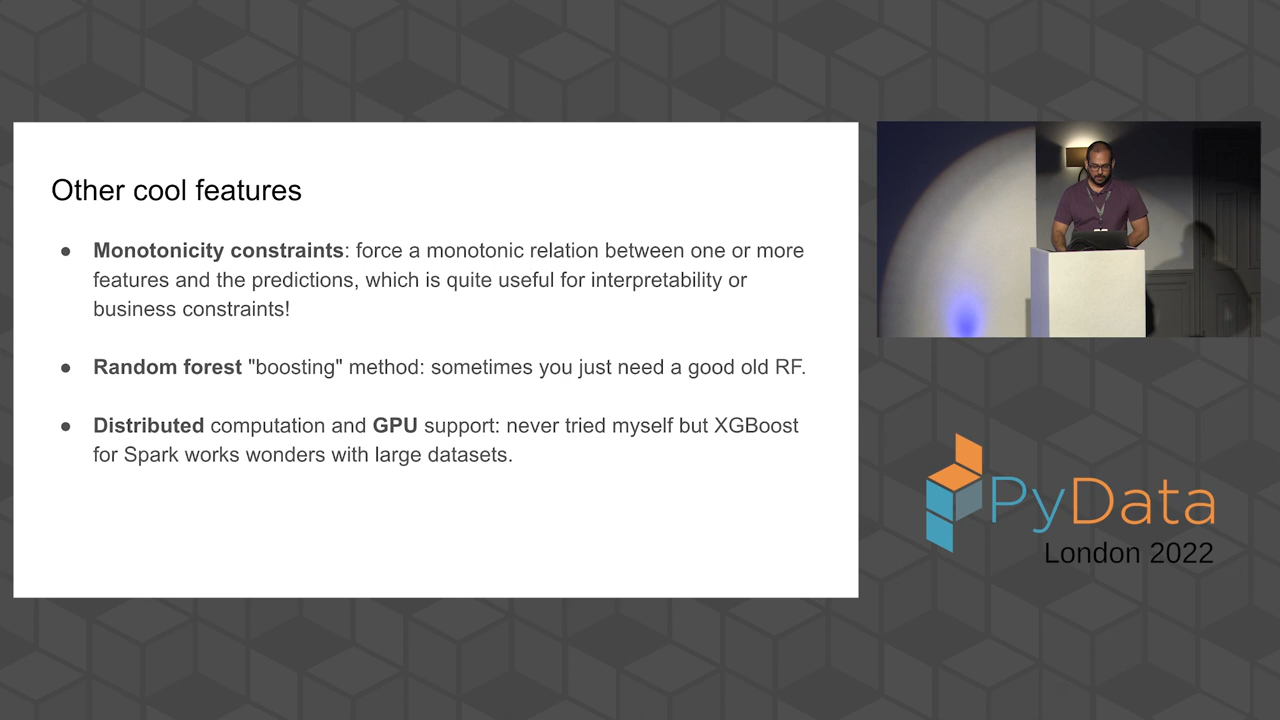 Other cool features
● Monotonicity constraints: force a monotonic relation between one or more
features and the predictions, which is quite useful for interpretability or
business constraints!
● Random forest "boosting" method: sometimes you just need a good old RF.
● Distributed computation and GPU support: never tried myself but XGBoost
for Spark works wonders with large datasets.
PyData
London 2022